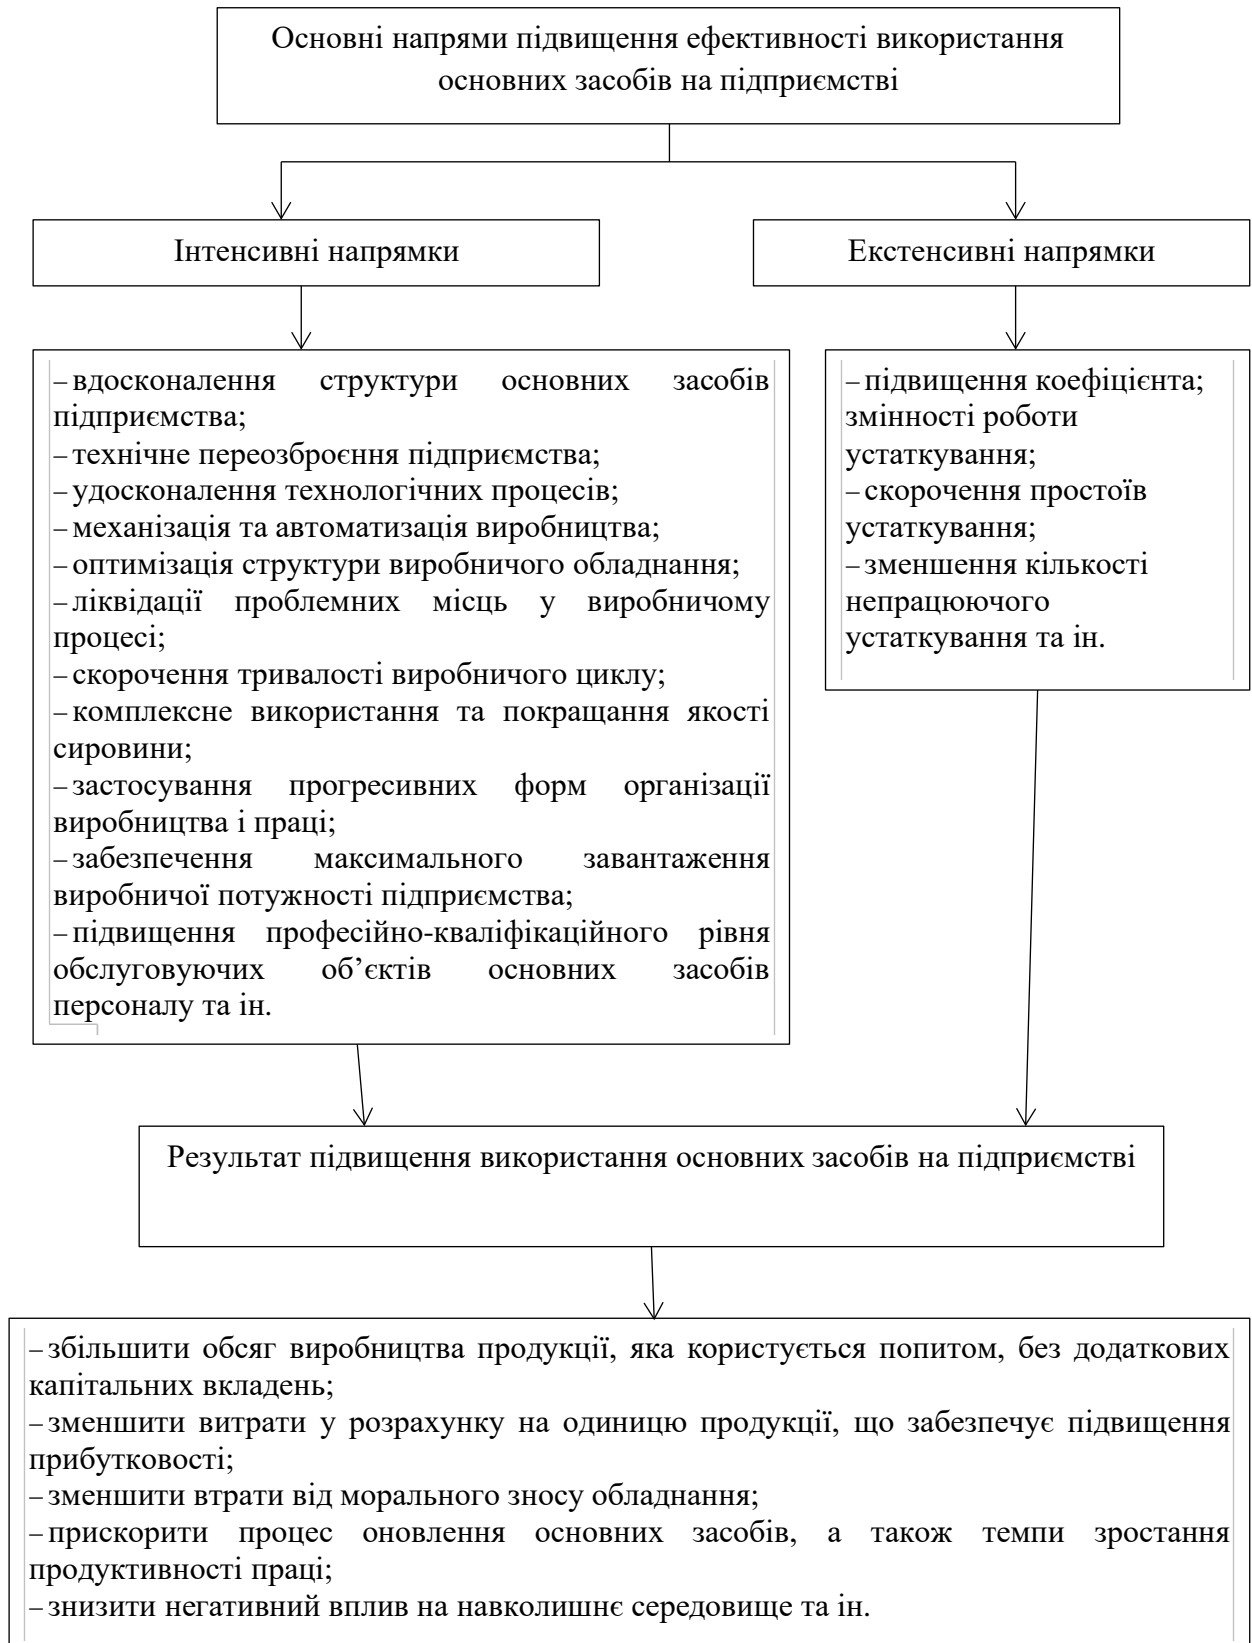 Основні напрями підвищення ефективності використання
основних засобів на підприємстві
Інтенсивні напрямки
Екстенсивні напрямки
– вдосконалення структури основних засобів
підприємства;
– технічне переозброєння підприємства;
– удосконалення технологічних процесів;
– механізація та автоматизація виробництва;
– оптимізація структури виробничого обладнання;
– ліквідації проблемних місць у виробничому
процесі;
– скорочення тривалості виробничого циклу;
– комплексне використання та покращання якості
сировини;
– застосування прогресивних форм організації
виробництва і праці;
– забезпечення максимального завантаження
виробничої потужності підприємства;
– підвищення професійно-кваліфікаційного рівня
обслуговуючих об’єктів основних засобів
персоналу та ін.
– підвищення коефіцієнта;
змінності роботи
устаткування;
– скорочення простоїв
устаткування;
– зменшення кількості
непрацюючого
устаткування та ін.
Результат підвищення використання основних засобів на підприємстві
– збільшити обсяг виробництва продукції, яка користується попитом, без додаткових
капітальних вкладень;
– зменшити витрати у розрахунку на одиницю продукції, що забезпечує підвищення
прибутковості;
– зменшити втрати від морального зносу обладнання;
– прискорити процес оновлення основних засобів, а також темпи зростання
продуктивності праці;
– знизити негативний вплив на навколишнє середовище та ін.